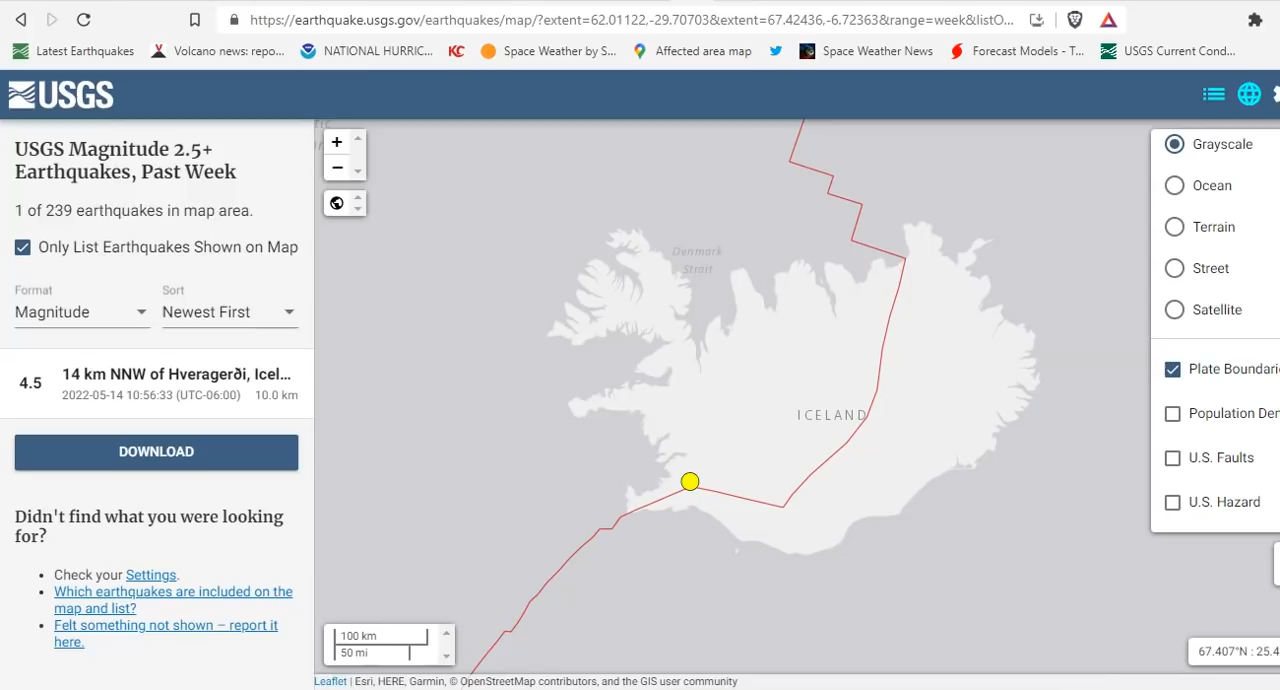 https://earthquake.usgs.gov/earthquakes/map/?extent=62.01122,-29.70703&extent=67.42436,-6.72363&range=week&listO...
Latest Earthquakes
Volcano news: repo...
NATIONAL HURRIC...
KC
Space Weather by S...
Affected area map
Space Weather News
Forecast Models - T...
USGS Current Cond...
USGS
USGS Magnitude 2.5+
Earthquakes, Past Week
1 of 239 earthquakes in map area.
Only List Earthquakes Shown on Map
Format
Sort
Magnitude
Newest First
4.5
14 km NNW of Hveragerði, Icel...
2022-05-14 10:56:33 (UTC-06:00)
10.0 km
DOWNLOAD
Didn't find what you were looking
for?
• Check your Settings.
• Which earthquakes are included on the
map and list?
• Felt something not shown – report it
here.
+
−
Denmark
Strait
ICELAND
100 km
50 mi
Leaflet | Esri, HERE, Garmin, © OpenStreetMap contributors, and the GIS user community
Grayscale
Ocean
Terrain
Street
Satellite
Plate Boundari
Population Den
U.S. Faults
U.S. Hazard
67.407°N : 25.4